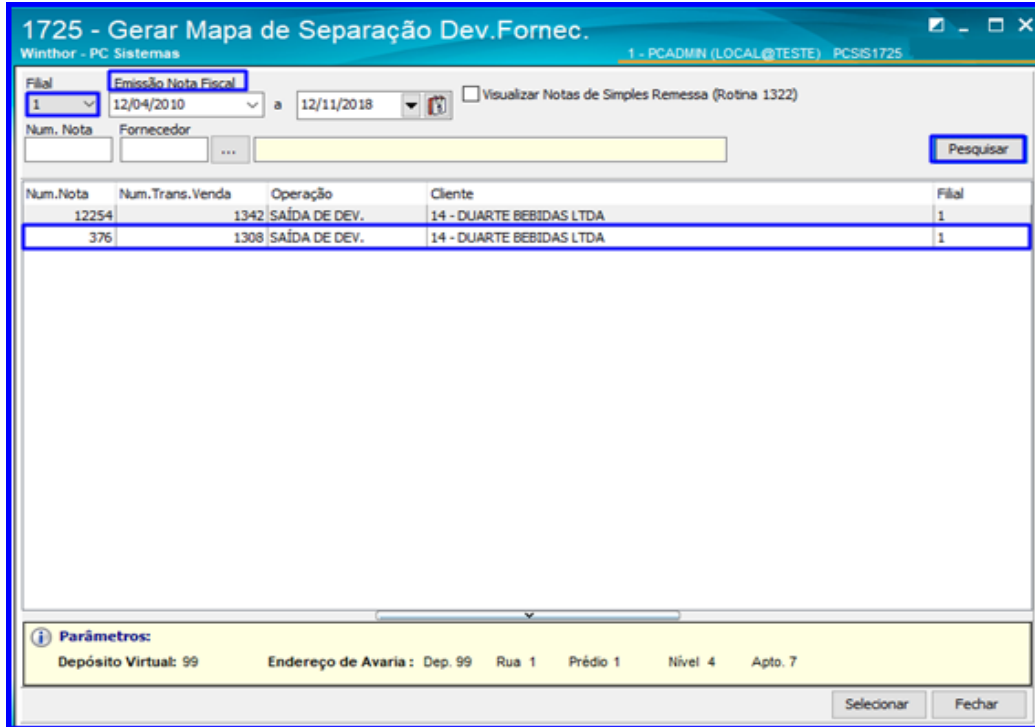 1725 - Gerar Mapa de Separação Dev.Fornec.
Winthor - PC Sistemas 1 - PCADMIN (LOCAL@TESTE) PCSIS1725
Filial Emissão Nota Fiscal
1 12/04/2010 a 12/11/2018 Visualizar Notas de Simples Remessa (Rotina 1322)
Num. Nota Fornecedor
... Pesquisar
Num.Nota Num.Trans.Venda Operação Cliente Filial
12254 1342 SAÍDA DE DEV. 14 - DUARTE BEBIDAS LTDA 1
376 1308 SAÍDA DE DEV. 14 - DUARTE BEBIDAS LTDA 1
Parâmetros:
Depósito Virtual: 99 Endereço de Avaria : Dep. 99 Rua 1 Prédio 1 Nível 4 Apto. 7
Selecionar Fechar